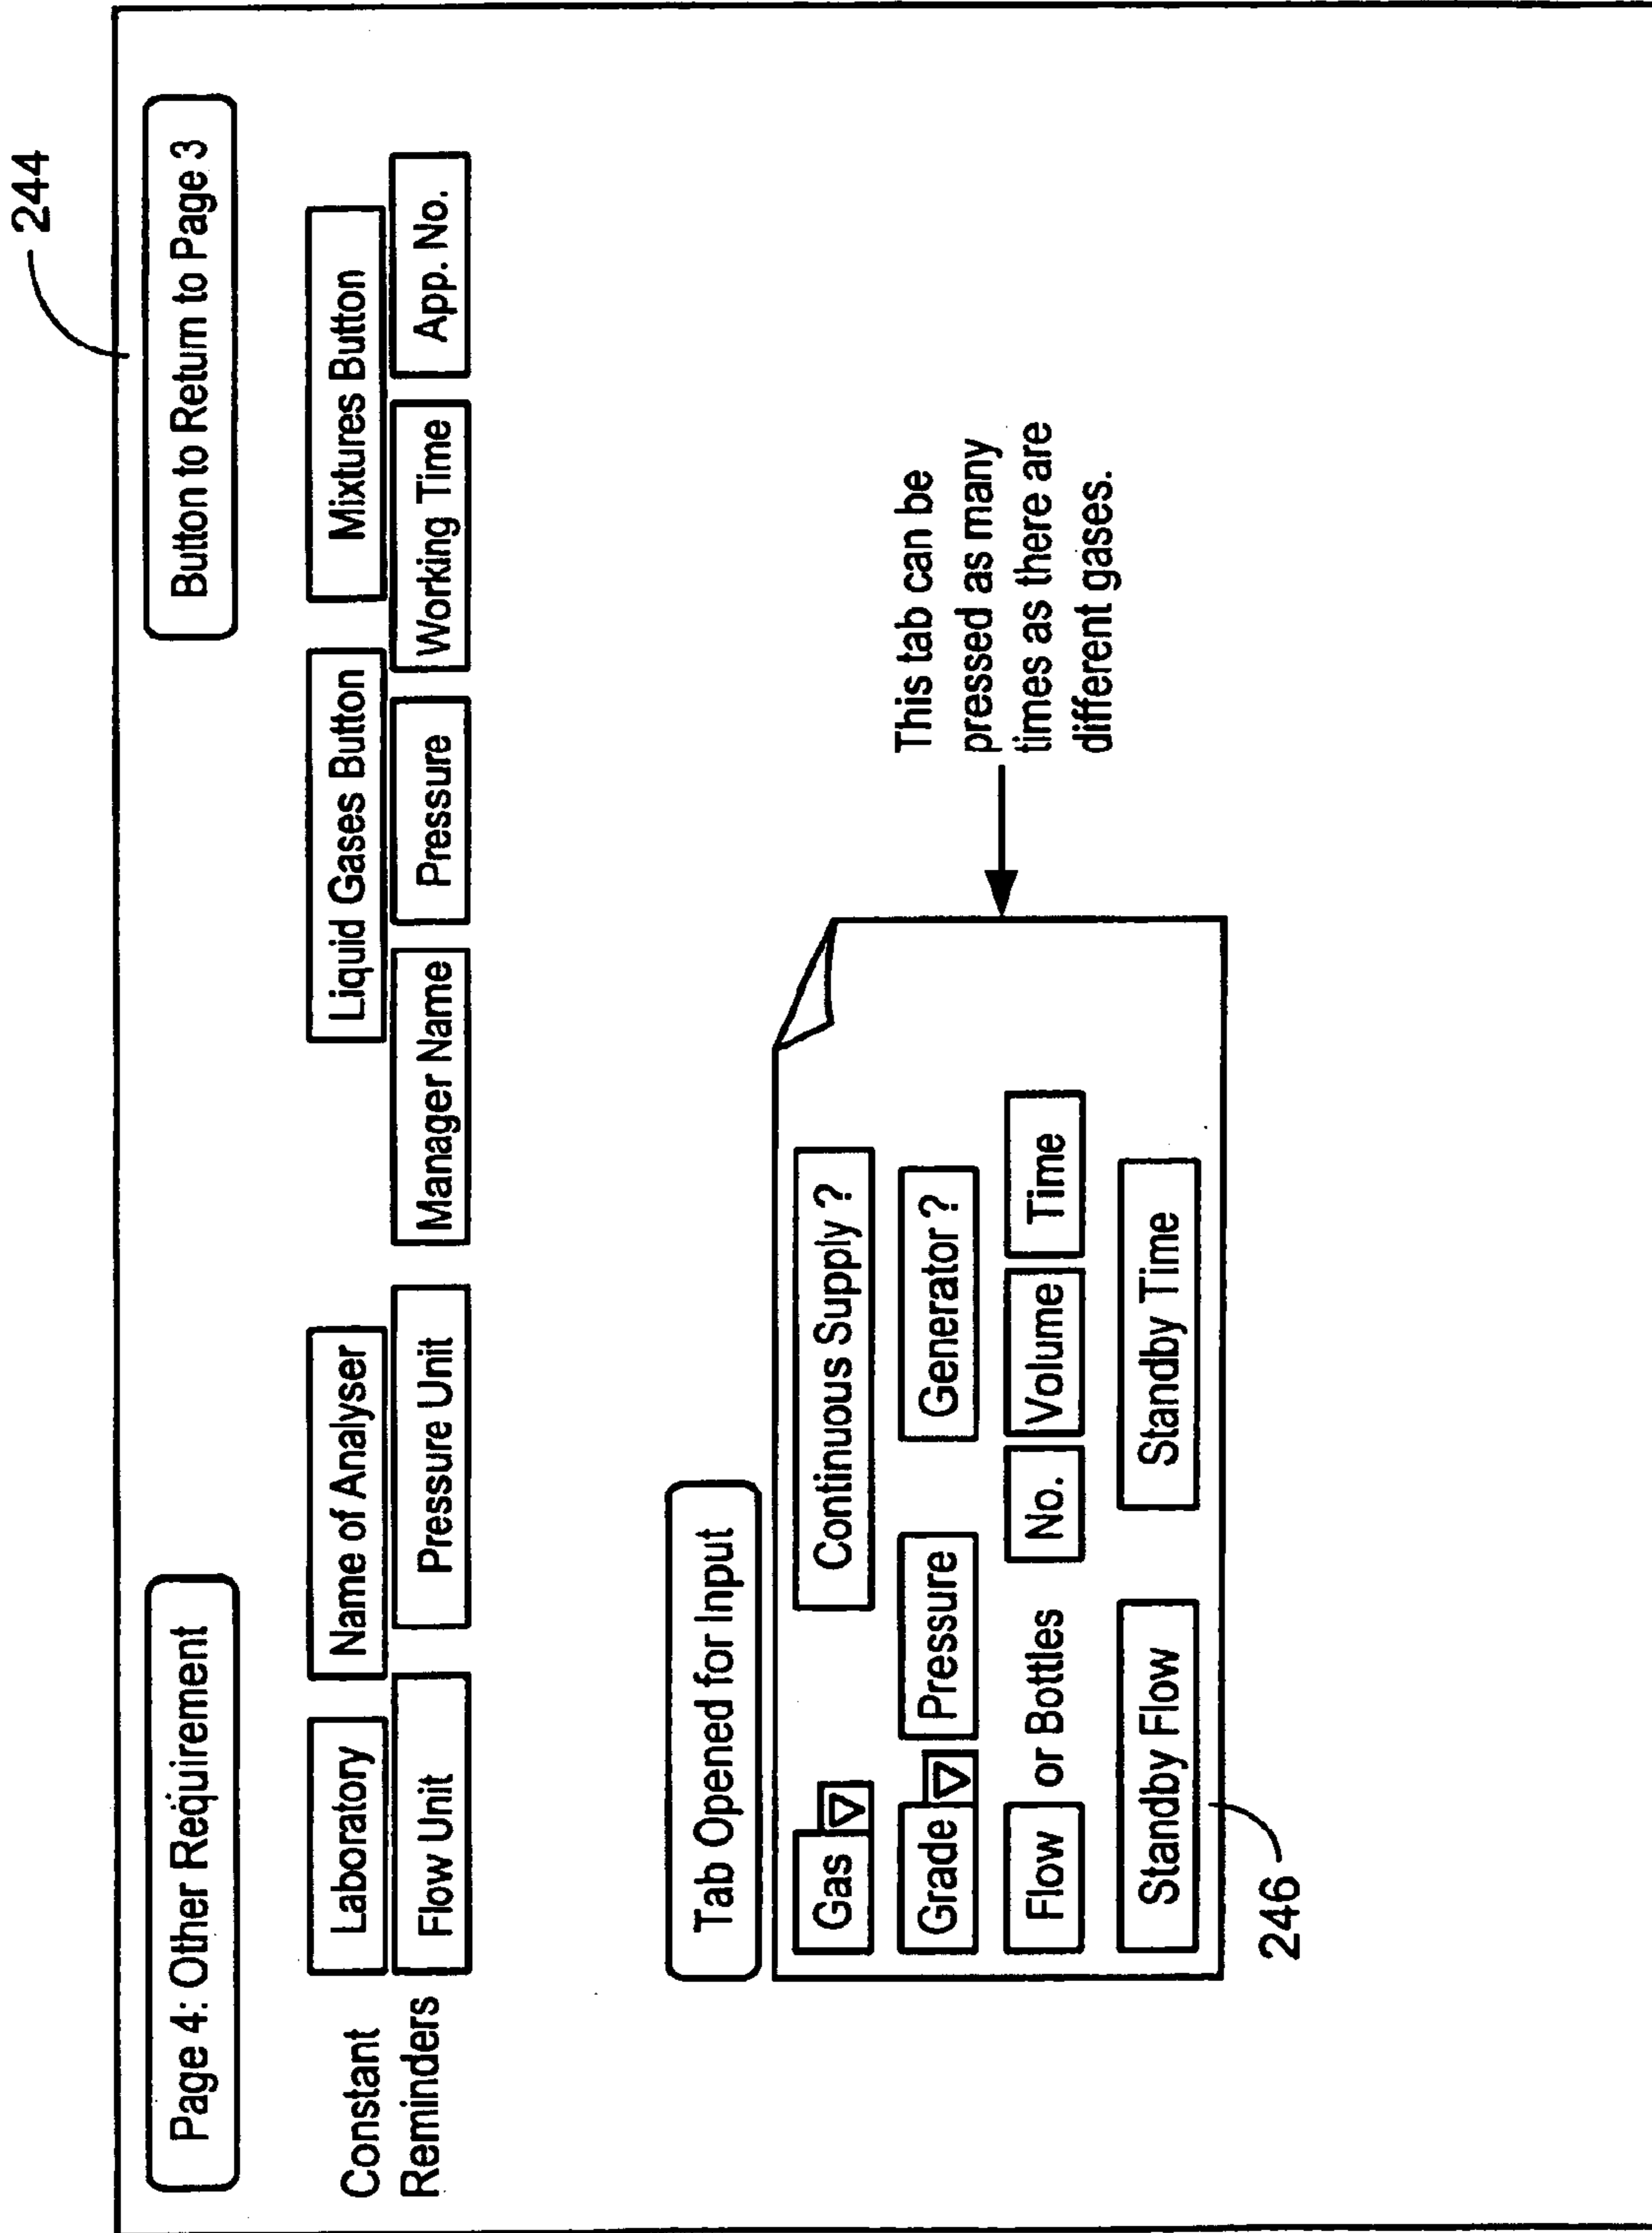 244
Page 4: Other Requirement
Button to Return to Page 3
Constant
Reminders
Laboratory
Name of Analyser
Liquid Gases Button
Mixtures Button
Flow Unit
Pressure Unit
Manager Name
Pressure
Working Time
App. No.
Tab Opened for Input
Gas
Continuous Supply ?
Grade
Pressure
Generator ?
Flow
or Bottles
No.
Volume
Time
Standby Flow
Standby Time
246
This tab can be
pressed as many
times as there are
different gases.